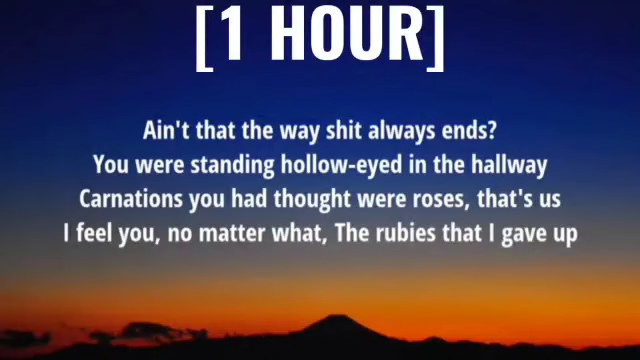 [1 HOUR]
Ain't that the way shit always ends?
You were standing hollow-eyed in the hallway
Carnations you had thought were roses, that's us
I feel you, no matter what, The rubies that I gave up